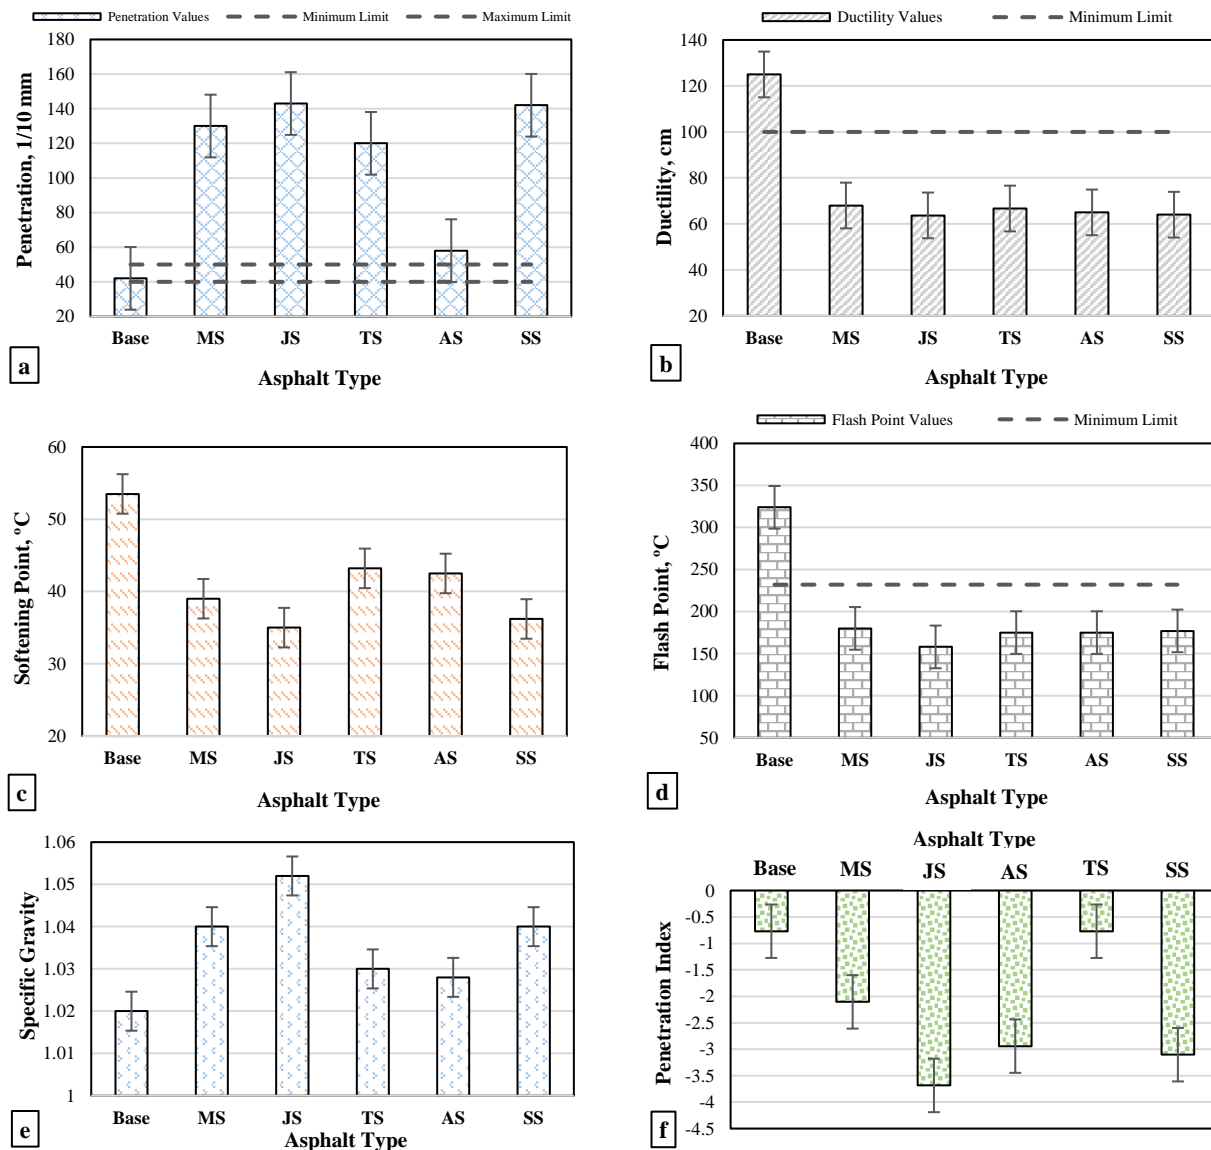 Penetration Values Minimum Limit Maximum Limit
180
160
140
120
100
80
60
40
20
Penetration, 1/10 mm
Base MS JS TS AS SS
a
Asphalt Type
Ductility Values Minimum Limit
140
120
100
80
60
40
20
Ductility, cm
Base MS JS TS AS SS
b
Asphalt Type
60
50
40
30
20
Softening Point, ºC
Base MS JS TS AS SS
c
Asphalt Type
Flash Point Values Minimum Limit
400
350
300
250
200
150
100
50
Flash Point, ºC
Base MS JS TS AS SS
d
Asphalt Type
1.06
1.05
1.04
1.03
1.02
1.01
1
Specific Gravity
Base MS JS TS AS SS
e
Asphalt Type
Asphalt Type
Base MS JS AS TS SS
0
-0.5
-1
-1.5
-2
-2.5
-3
-3.5
-4
-4.5
Penetration Index
f